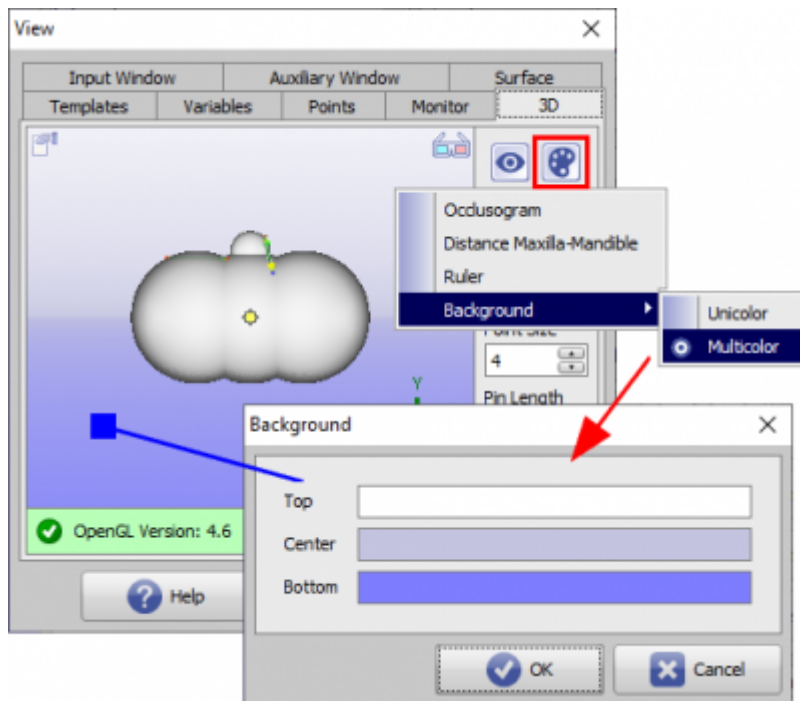 View
Input Window Auxiliary Window Surface
Templates Variables Points Monitor 3D
Occlusogram
Distance Maxilla-Mandible
Ruler
Background
Unicolor
Multicolor
Point Size
4
Pin Length
Y
Background
Top
Center
Bottom
OpenGL Version: 4.6
Help
OK Cancel